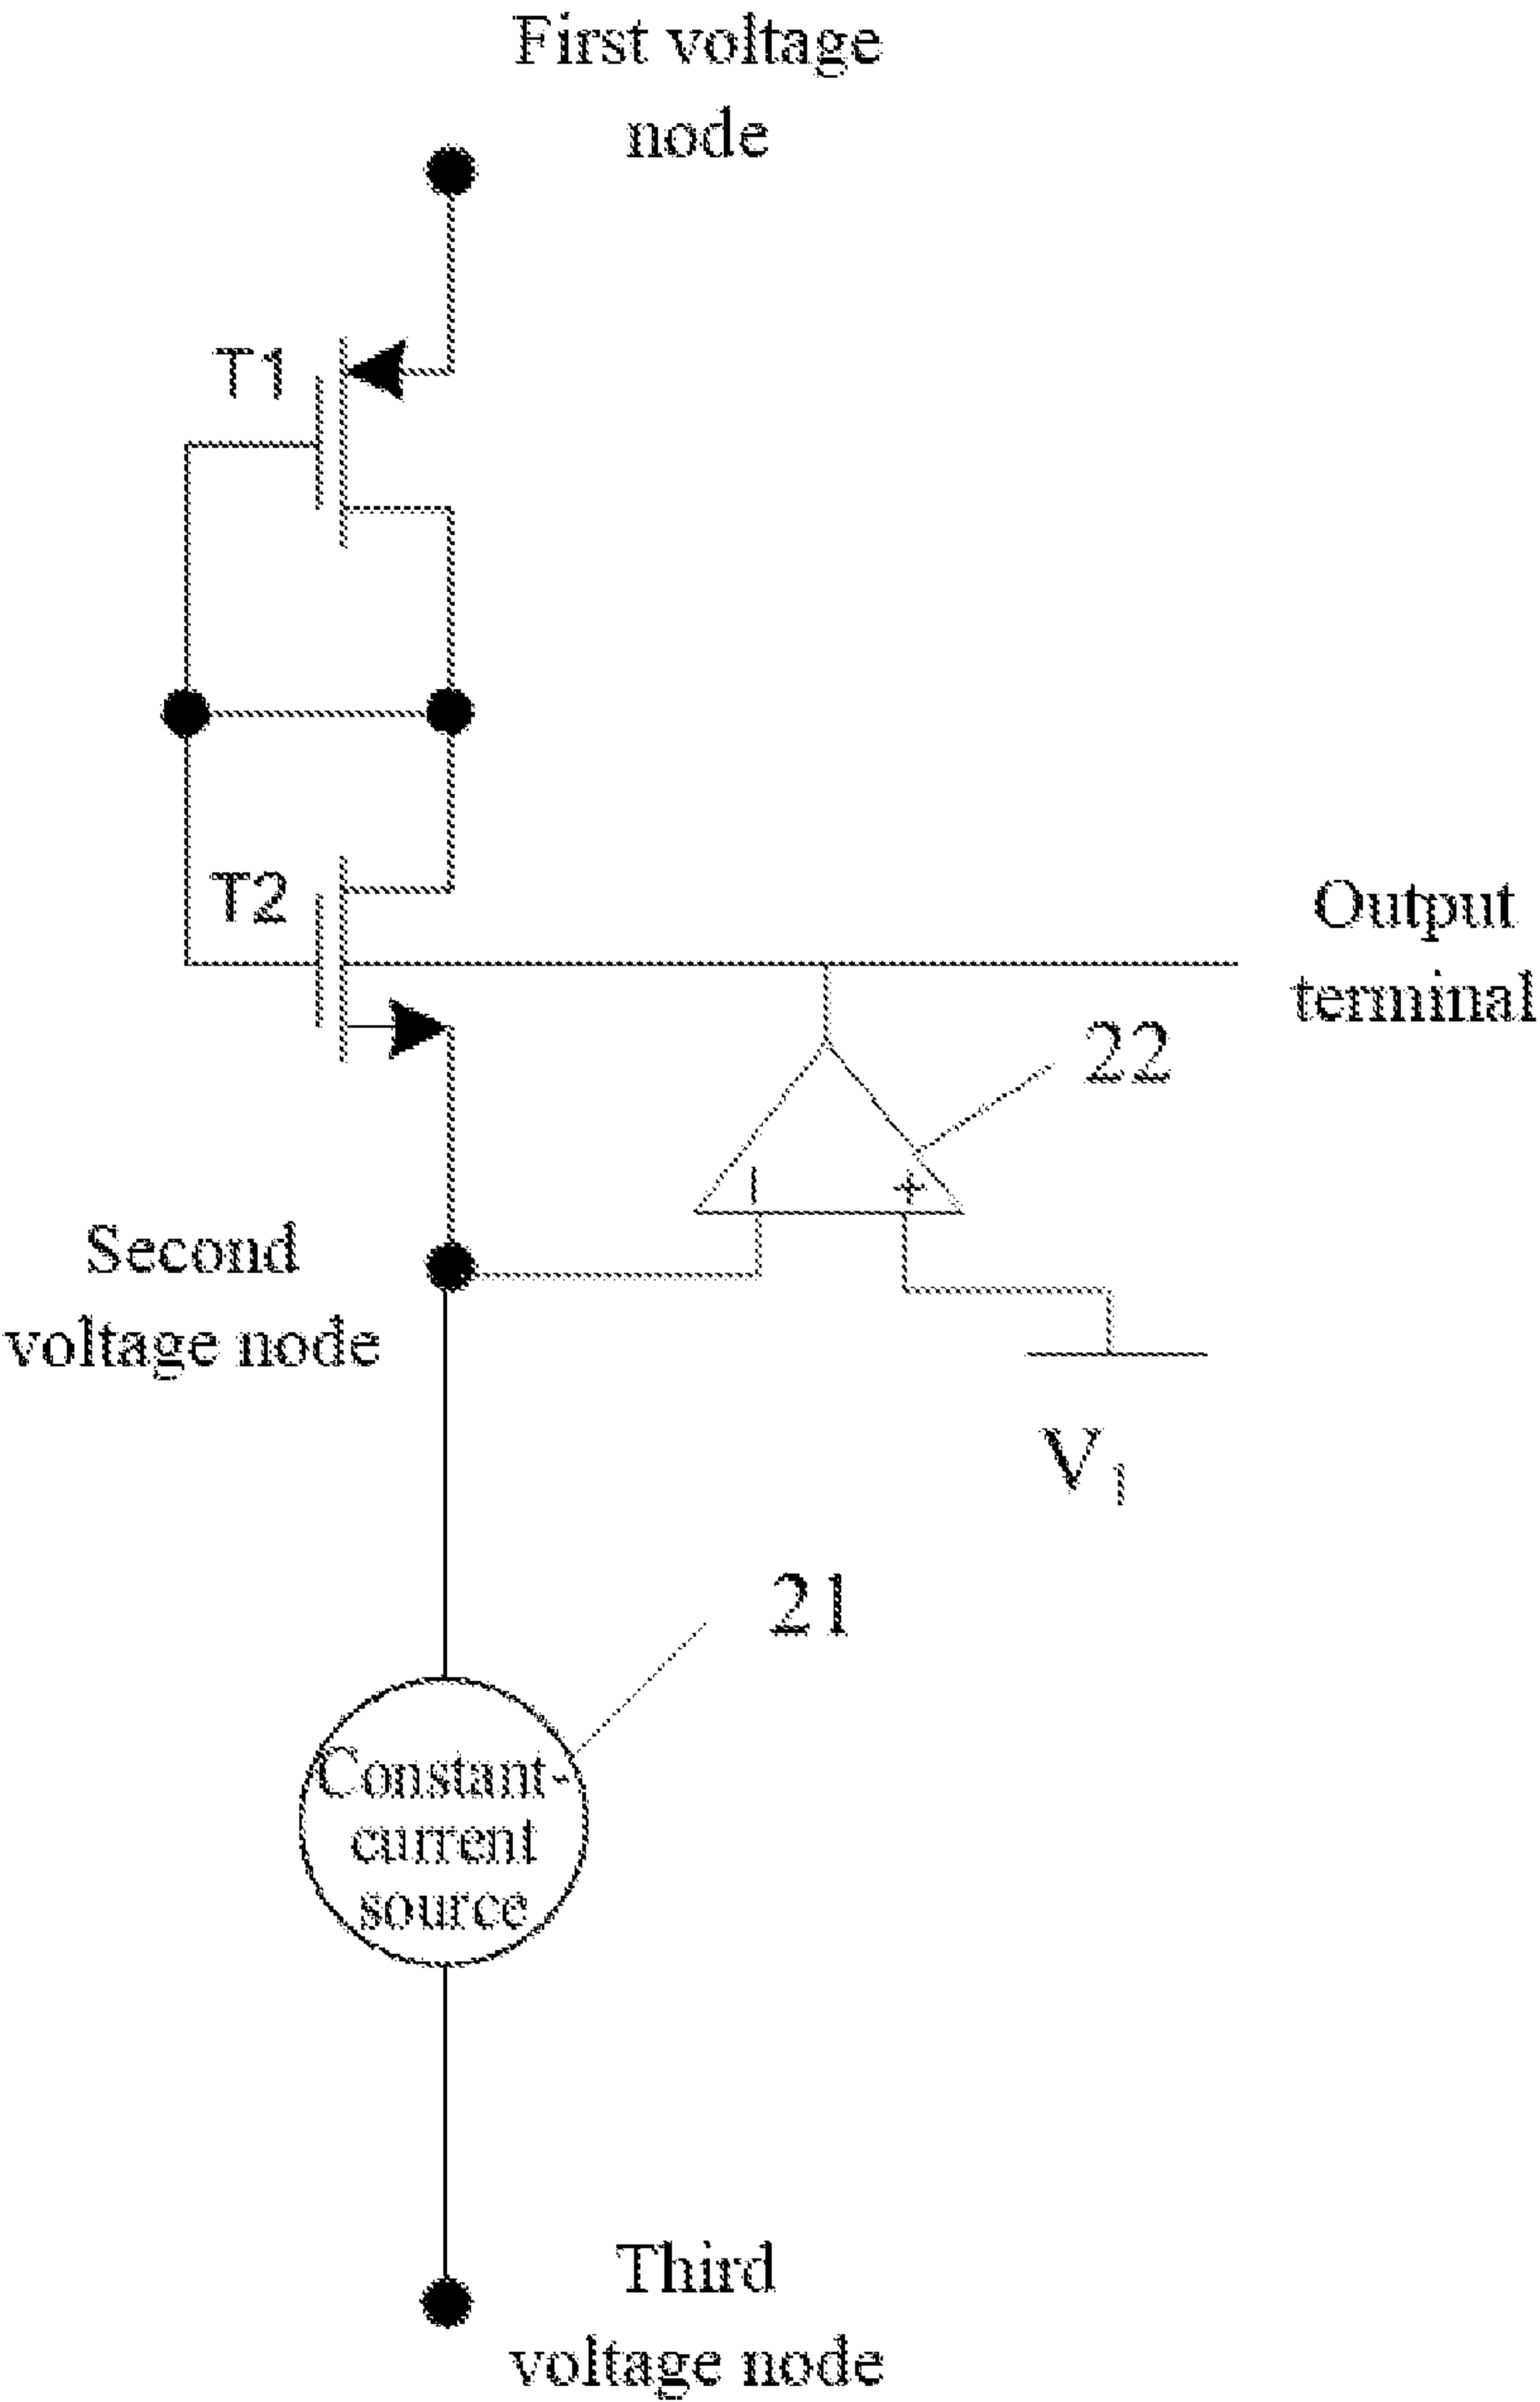 First voltage
node
T1
T2
Output
terminal
22
−
+
Second
voltage node
V1
21
Constant-
current
source
Third
voltage node